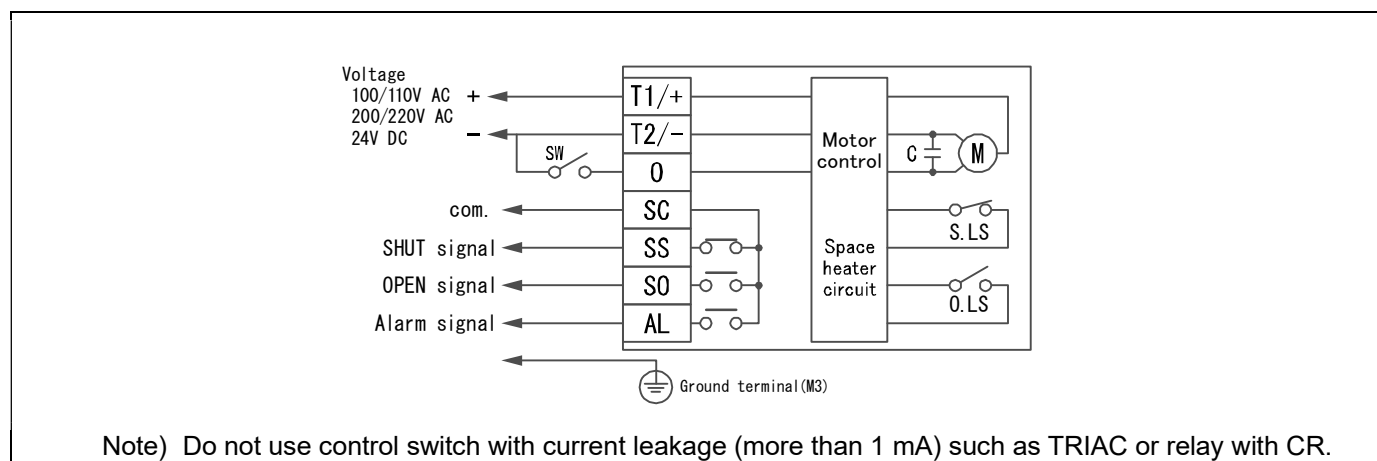 Voltage
100/110V AC +
200/220V AC
24V DC −
SW
T1/+
T2/−
O
SC
SS
SO
AL
com.
SHUT signal
OPEN signal
Alarm signal
Motor
control
Space
heater
circuit
C
M
S.LS
O.LS
Ground terminal(M3)
Note) Do not use control switch with current leakage (more than 1 mA) such as TRIAC or relay with CR.